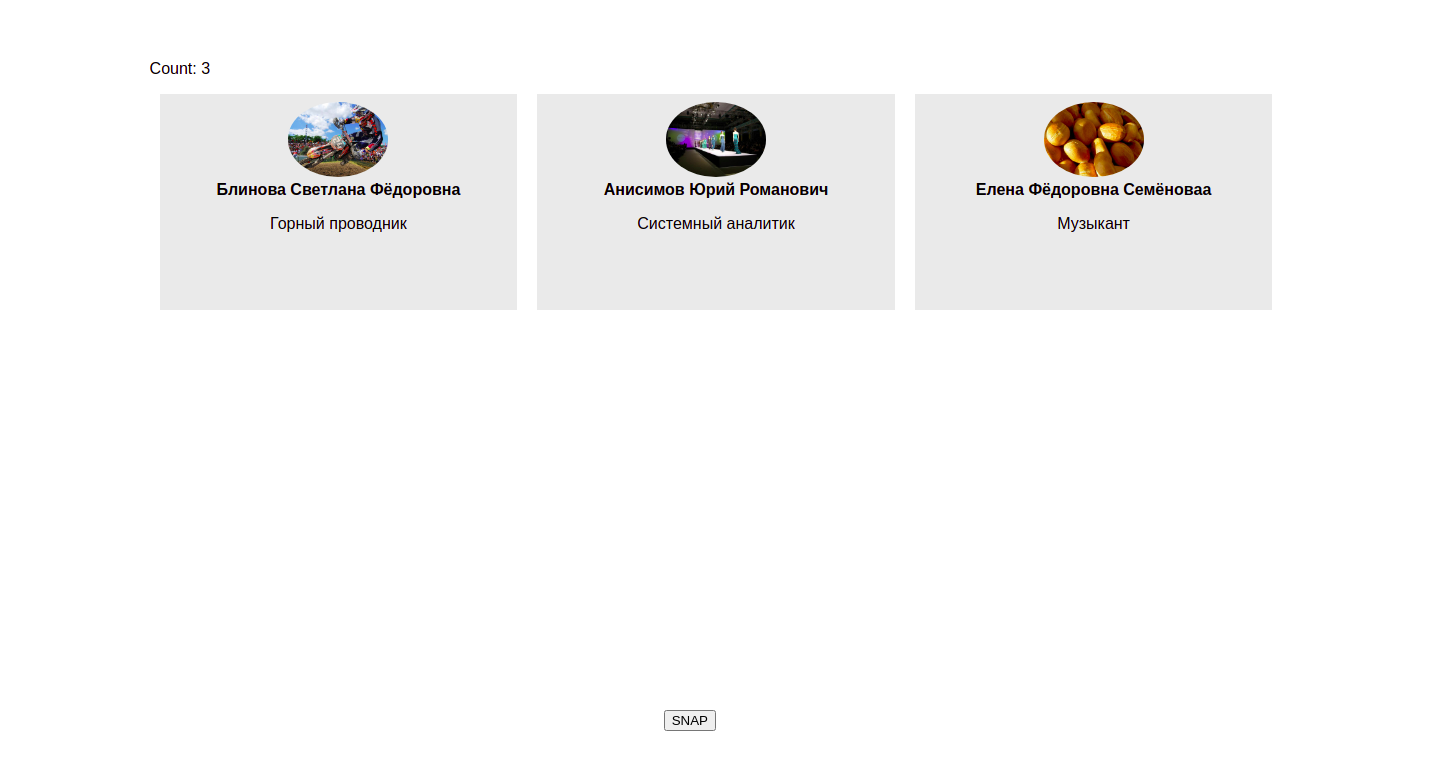 Count: 3
Блинова Светлана Фёдоровна
Горный проводник
Анисимов Юрий Романович
Системный аналитик
Елена Фёдоровна Семёноваа
Музыкант
SNAP